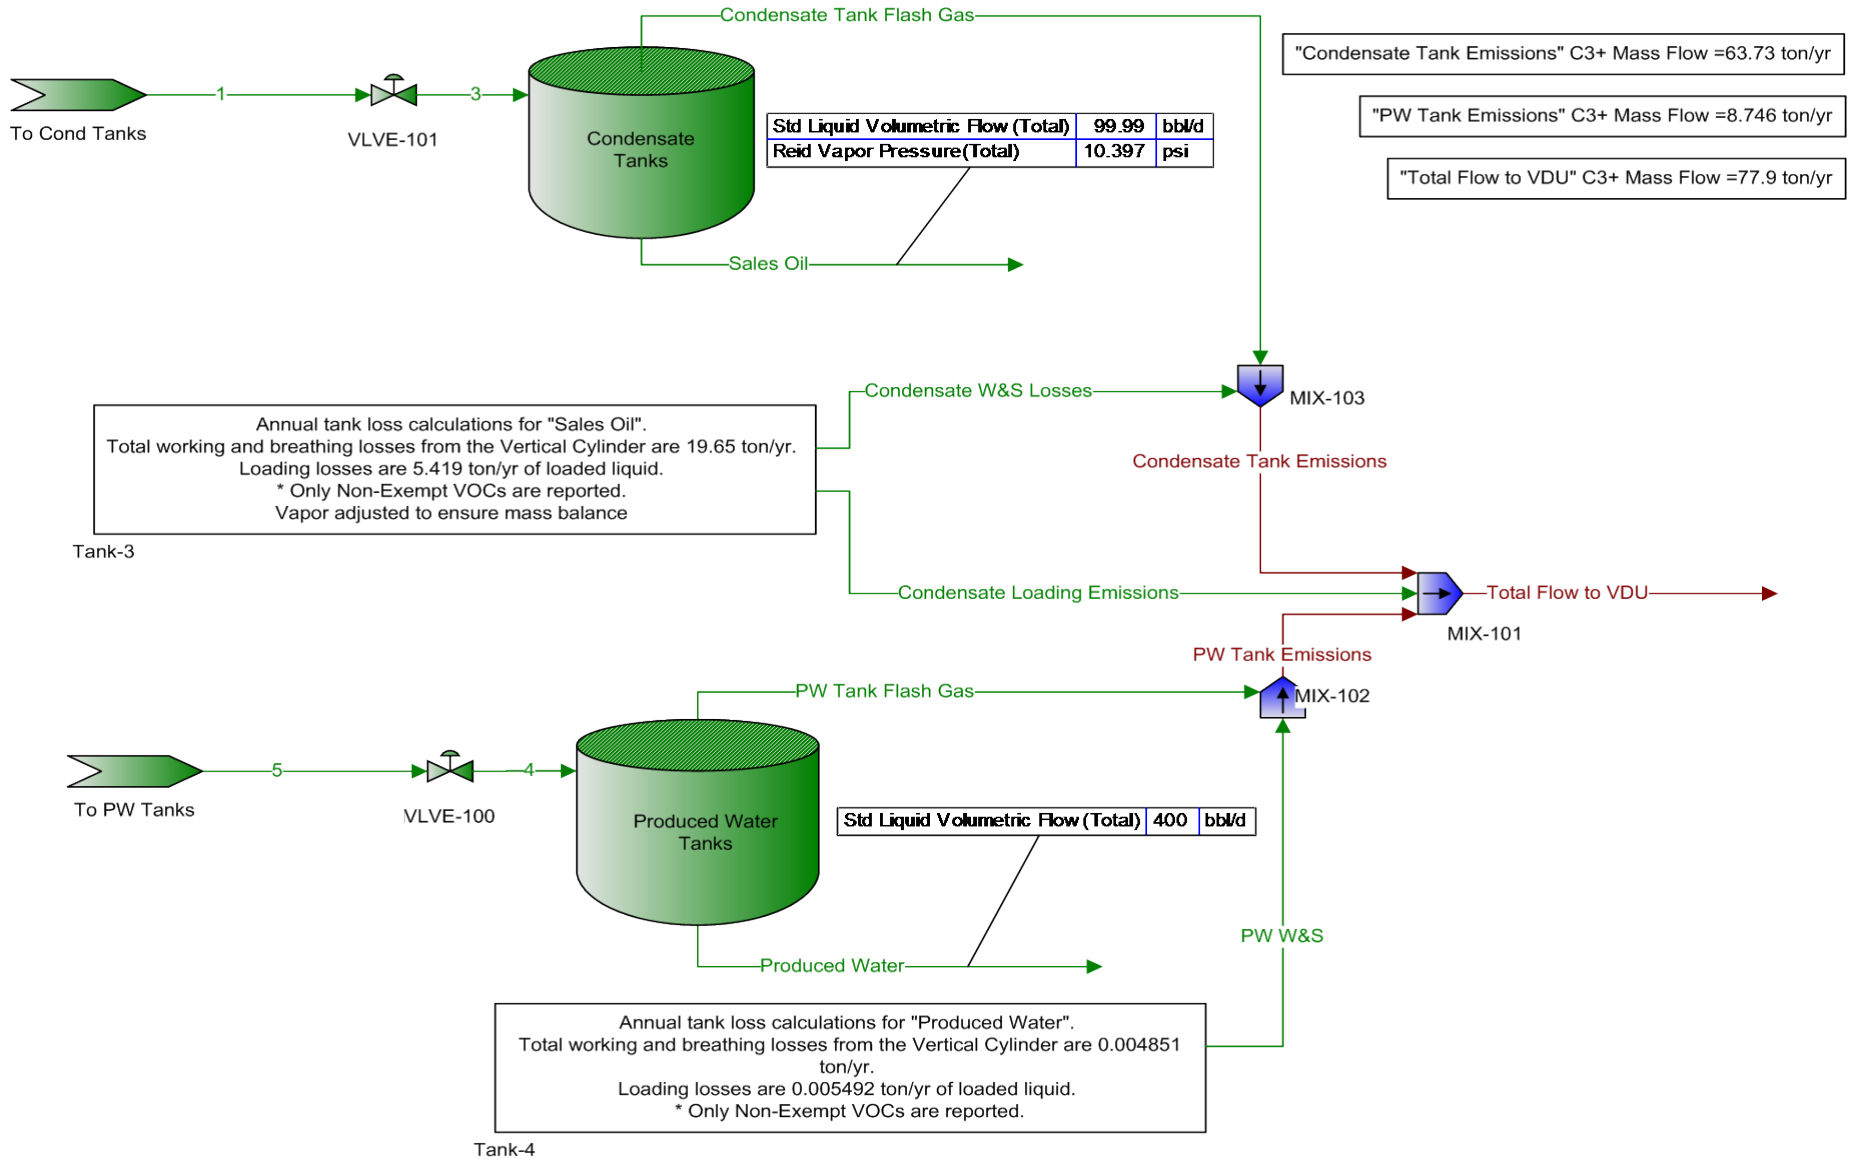 Condensate Tank Flash Gas
"Condensate Tank Emissions" C3+ Mass Flow =63.73 ton/yr
1
3
To Cond Tanks
VLVE-101
Condensate
Tanks
Std Liquid Volumetric Flow (Total) 99.99 bbl/d
Reid Vapor Pressure(Total) 10.397 psi
"PW Tank Emissions" C3+ Mass Flow =8.746 ton/yr
"Total Flow to VDU" C3+ Mass Flow =77.9 ton/yr
Sales Oil
Condensate W&S Losses
MIX-103
Annual tank loss calculations for "Sales Oil".
Total working and breathing losses from the Vertical Cylinder are 19.65 ton/yr.
Loading losses are 5.419 ton/yr of loaded liquid.
* Only Non-Exempt VOCs are reported.
Vapor adjusted to ensure mass balance
Tank-3
Condensate Tank Emissions
Condensate Loading Emissions
Total Flow to VDU
MIX-101
PW Tank Emissions
PW Tank Flash Gas
MIX-102
5
4
To PW Tanks
VLVE-100
Produced Water
Tanks
Std Liquid Volumetric Flow (Total) 400 bbl/d
PW W&S
Produced Water
Annual tank loss calculations for "Produced Water".
Total working and breathing losses from the Vertical Cylinder are 0.004851
ton/yr.
Loading losses are 0.005492 ton/yr of loaded liquid.
* Only Non-Exempt VOCs are reported.
Tank-4